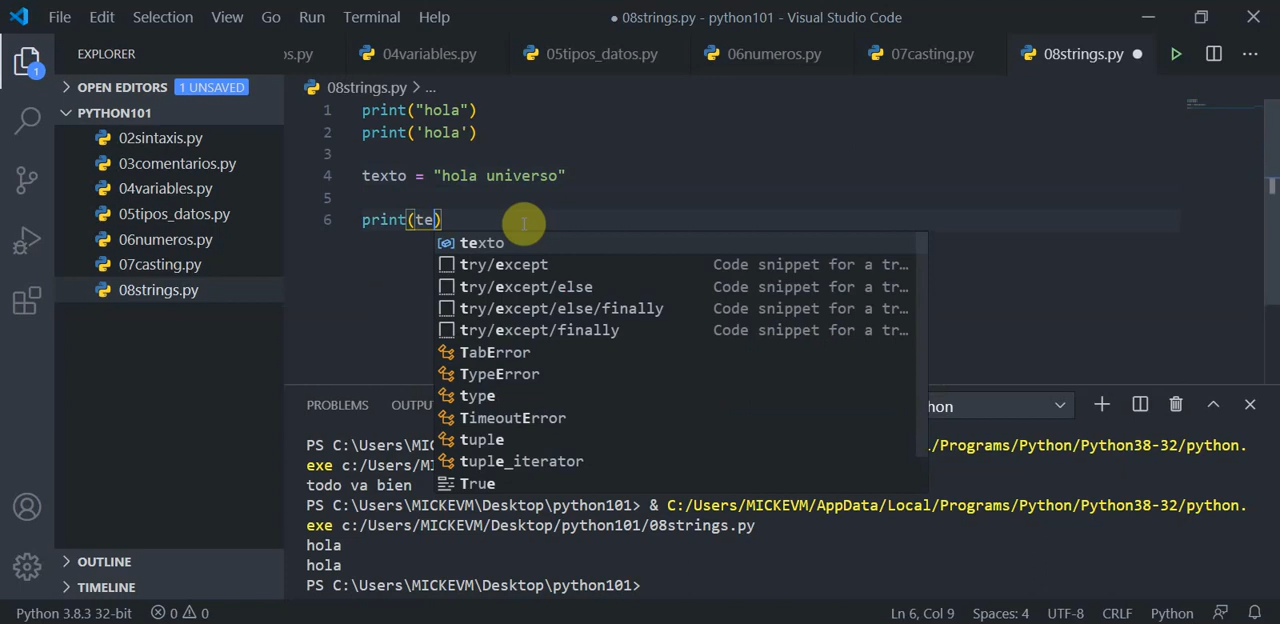 File Edit Selection View Go Run Terminal Help ● 08strings.py - python101 - Visual Studio Code
EXPLORER
os.py 04variables.py 05tipos_datos.py 06numeros.py 07casting.py 08strings.py
OPEN EDITORS 1 UNSAVED
PYTHON101
02sintaxis.py
03comentarios.py
04variables.py
05tipos_datos.py
06numeros.py
07casting.py
08strings.py
OUTLINE
TIMELINE
1
08strings.py > ...
1 print("hola")
2 print('hola')
3
4 texto = "hola universo"
5
6 print(te)
texto
try/except Code snippet for a tr…
try/except/else Code snippet for a tr…
try/except/else/finally Code snippet for a tr…
try/except/finally Code snippet for a tr…
TabError
TypeError
type
TimeoutError
tuple
tuple_iterator
True
PROBLEMS OUTPU hon
PS C:\Users\MICKEVM\Deskt /Programs/Python/Python38-32/python.
exe c:/Users/MI
todo va bien
PS C:\Users\MICKEVM\Desktop\python101> & C:/Users/MICKEVM/AppData/Local/Programs/Python/Python38-32/python.
exe c:/Users/MICKEVM/Desktop/python101/08strings.py
hola
hola
PS C:\Users\MICKEVM\Desktop\python101>
Python 3.8.3 32-bit 0 0 Ln 6, Col 9 Spaces: 4 UTF-8 CRLF Python